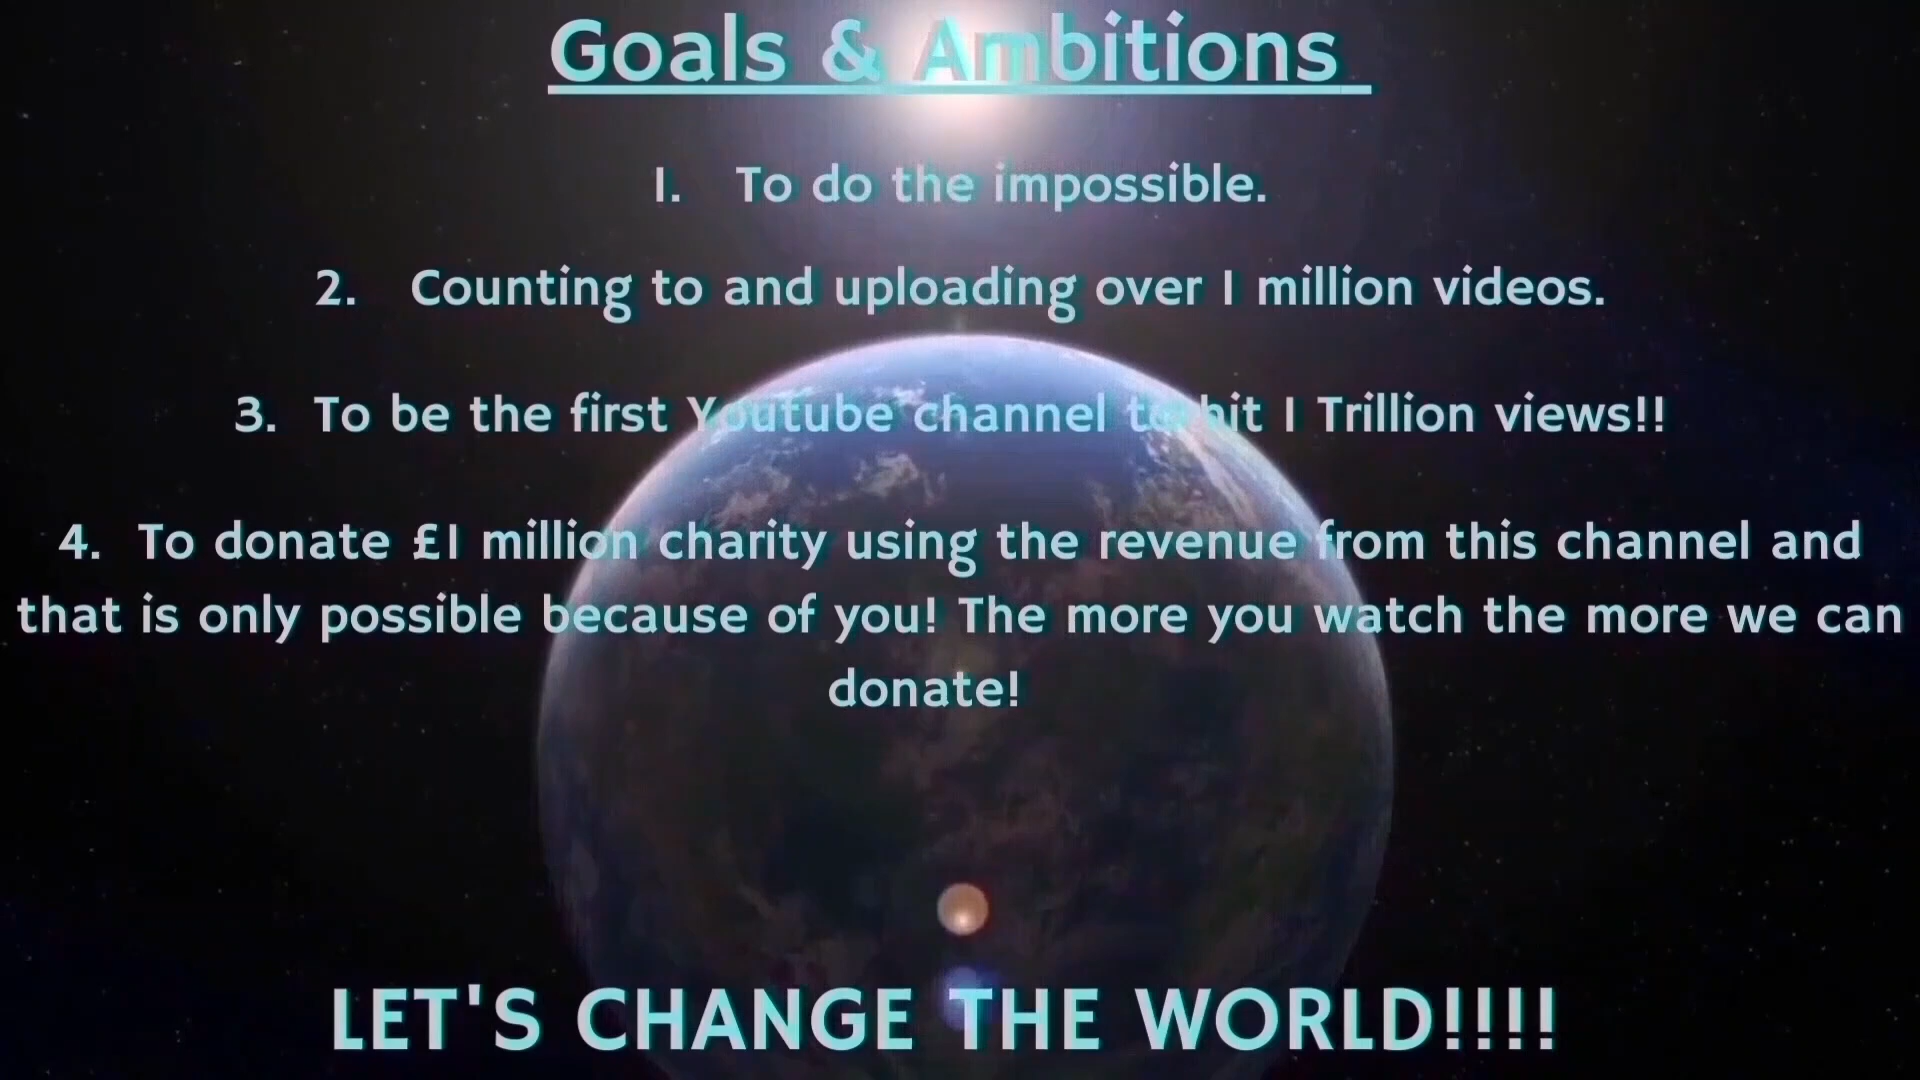 Goals & Ambitions
1. To do the impossible.
2. Counting to and uploading over 1 million videos.
3. To be the first Youtube channel to hit 1 Trillion views!!
4. To donate £1 million charity using the revenue from this channel and
that is only possible because of you! The more you watch the more we can
donate!
LET'S CHANGE THE WORLD!!!!